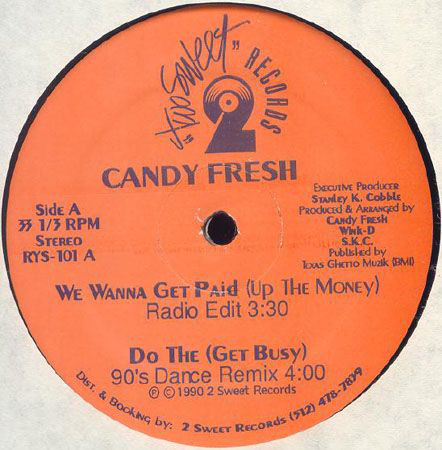 "Two Sweet"
2
RECORDS
CANDY FRESH
Side A
33 1/3 RPM
Stereo
RYS-101 A
Executive Producer
Stanley K. Cobble
Produced & Arranged by
Candy Fresh
Wink-D
S.K.C.
Published by
Texas Ghetto Muzik (BMI)
We Wanna Get Paid (Up The Money)
Radio Edit 3:30
Do The (Get Busy)
90's Dance Remix 4:00
℗ © 1990 2 Sweet Records
Dist. & Booking by: 2 Sweet Records (512) 478-7879